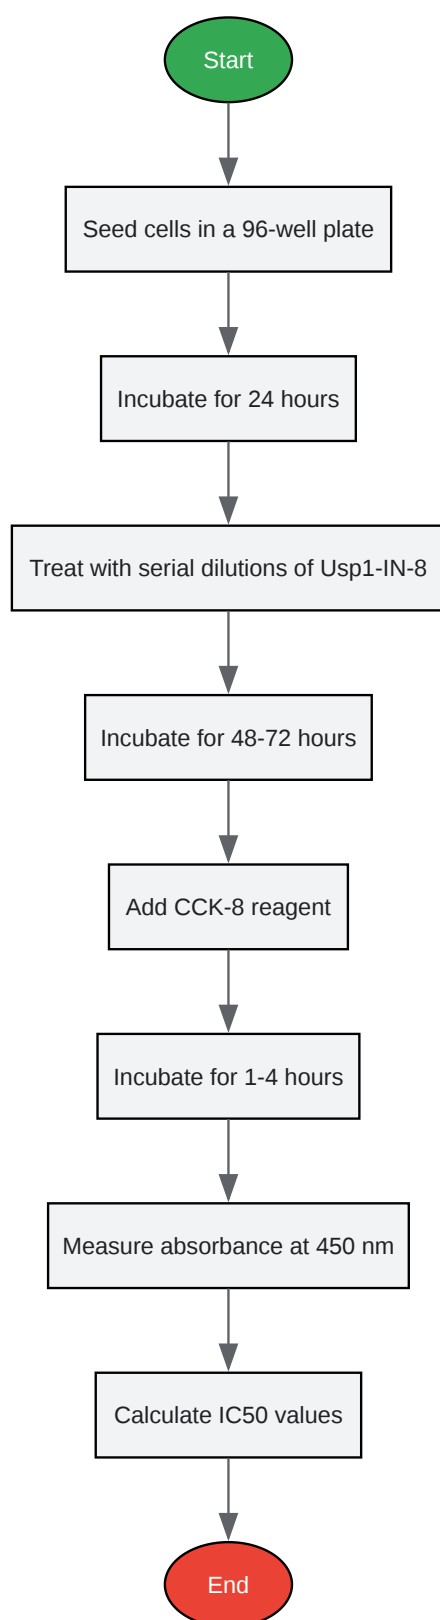 Start
Seed cells in a 96-well plate
Incubate for 24 hours
Treat with serial dilutions of Usp1-IN-8
Incubate for 48-72 hours
Add CCK-8 reagent
Incubate for 1-4 hours
Measure absorbance at 450 nm
Calculate IC50 values
End